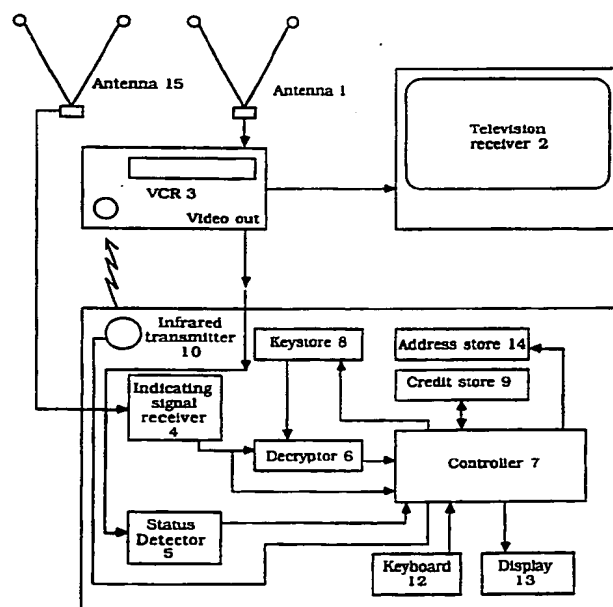 Antenna 15
Antenna 1
Television
receiver 2
VCR 3
Video out
Infrared
transmitter
10
Keystore 8
Address store 14
Credit store 9
Indicating
signal
receiver
4
Decryptor 6
Controller 7
Status
Detector
5
Keyboard
12
Display
13